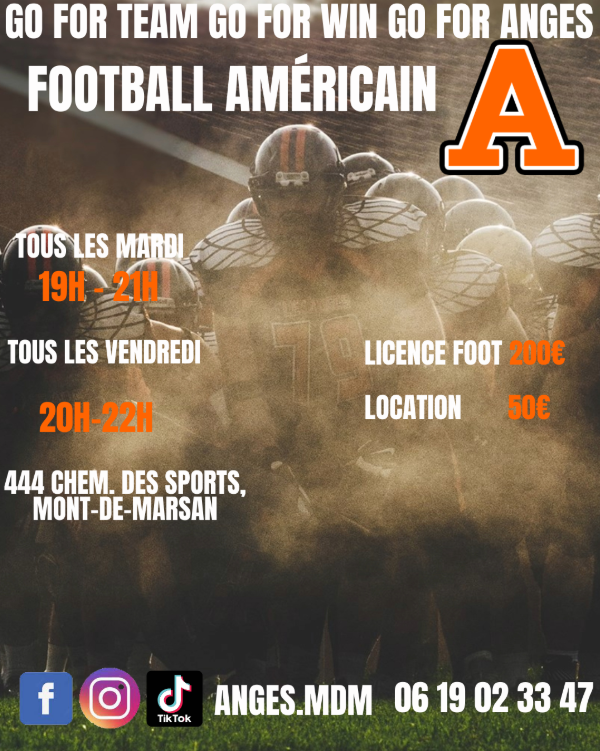 GO FOR TEAM GO FOR WIN GO FOR ANGES
FOOTBALL AMÉRICAIN
A
TOUS LES MARDI
19H - 21H
TOUS LES VENDREDI
20H-22H
LICENCE FOOT 200€
LOCATION 50€
444 CHEM. DES SPORTS,
MONT-DE-MARSAN
79
f
TikTok
ANGES.MDM 06 19 02 33 47